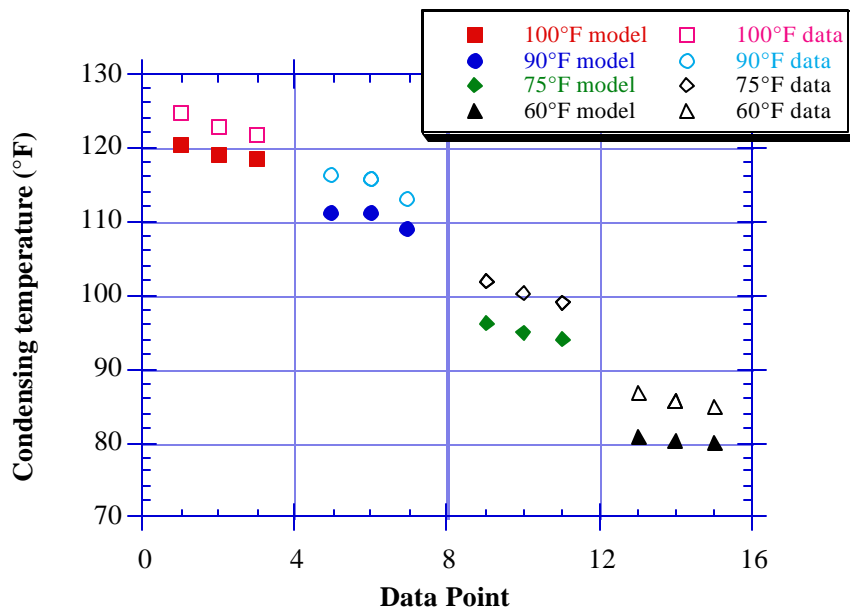 100°F model 100°F data
90°F model 90°F data
75°F model 75°F data
60°F model 60°F data
130
120
110
100
90
80
70
Condensing temperature (°F)
0 4 8 12 16
Data Point